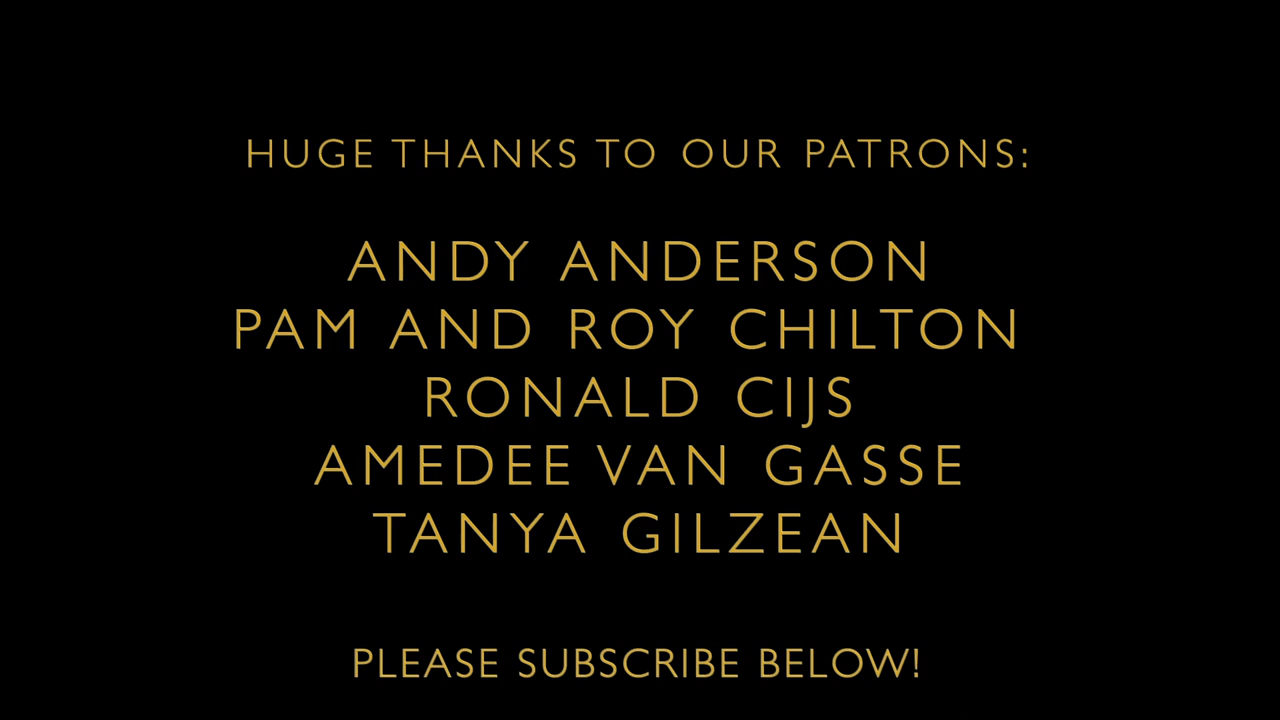 HUGE THANKS TO OUR PATRONS:
ANDY ANDERSON
PAM AND ROY CHILTON
RONALD CIJS
AMEDEE VAN GASSE
TANYA GILZEAN
PLEASE SUBSCRIBE BELOW!